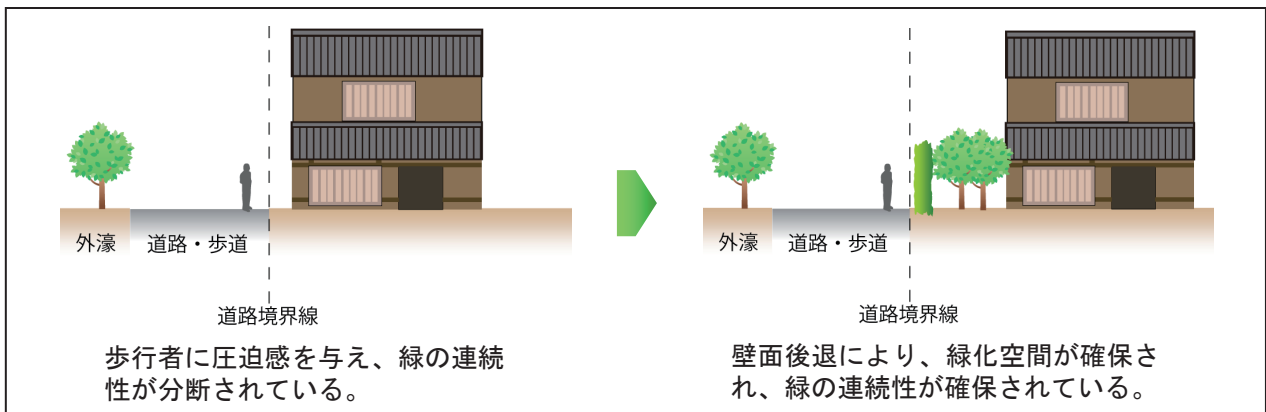 外濠
道路・歩道
道路境界線
歩行者に圧迫感を与え、緑の連続
性が分断されている。
外濠
道路・歩道
道路境界線
壁面後退により、緑化空間が確保さ
れ、緑の連続性が確保されている。